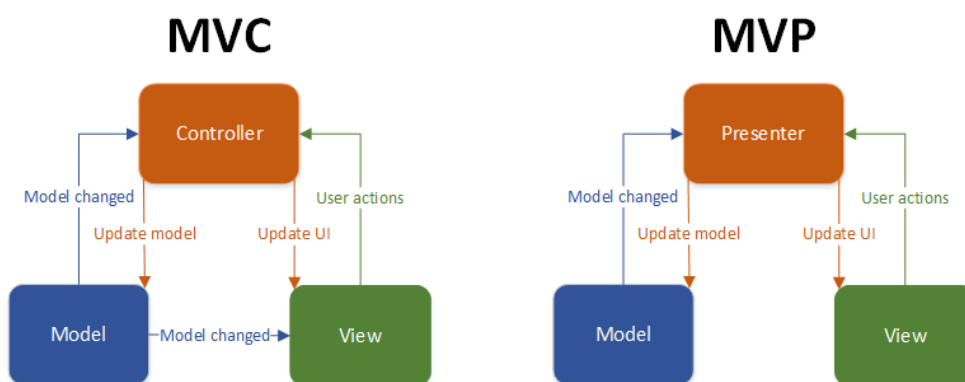 MVC
MVP
Controller
Presenter
Model changed
User actions
Model changed
User actions
Update model
Update UI
Update model
Update UI
Model
Model changed
View
Model
View